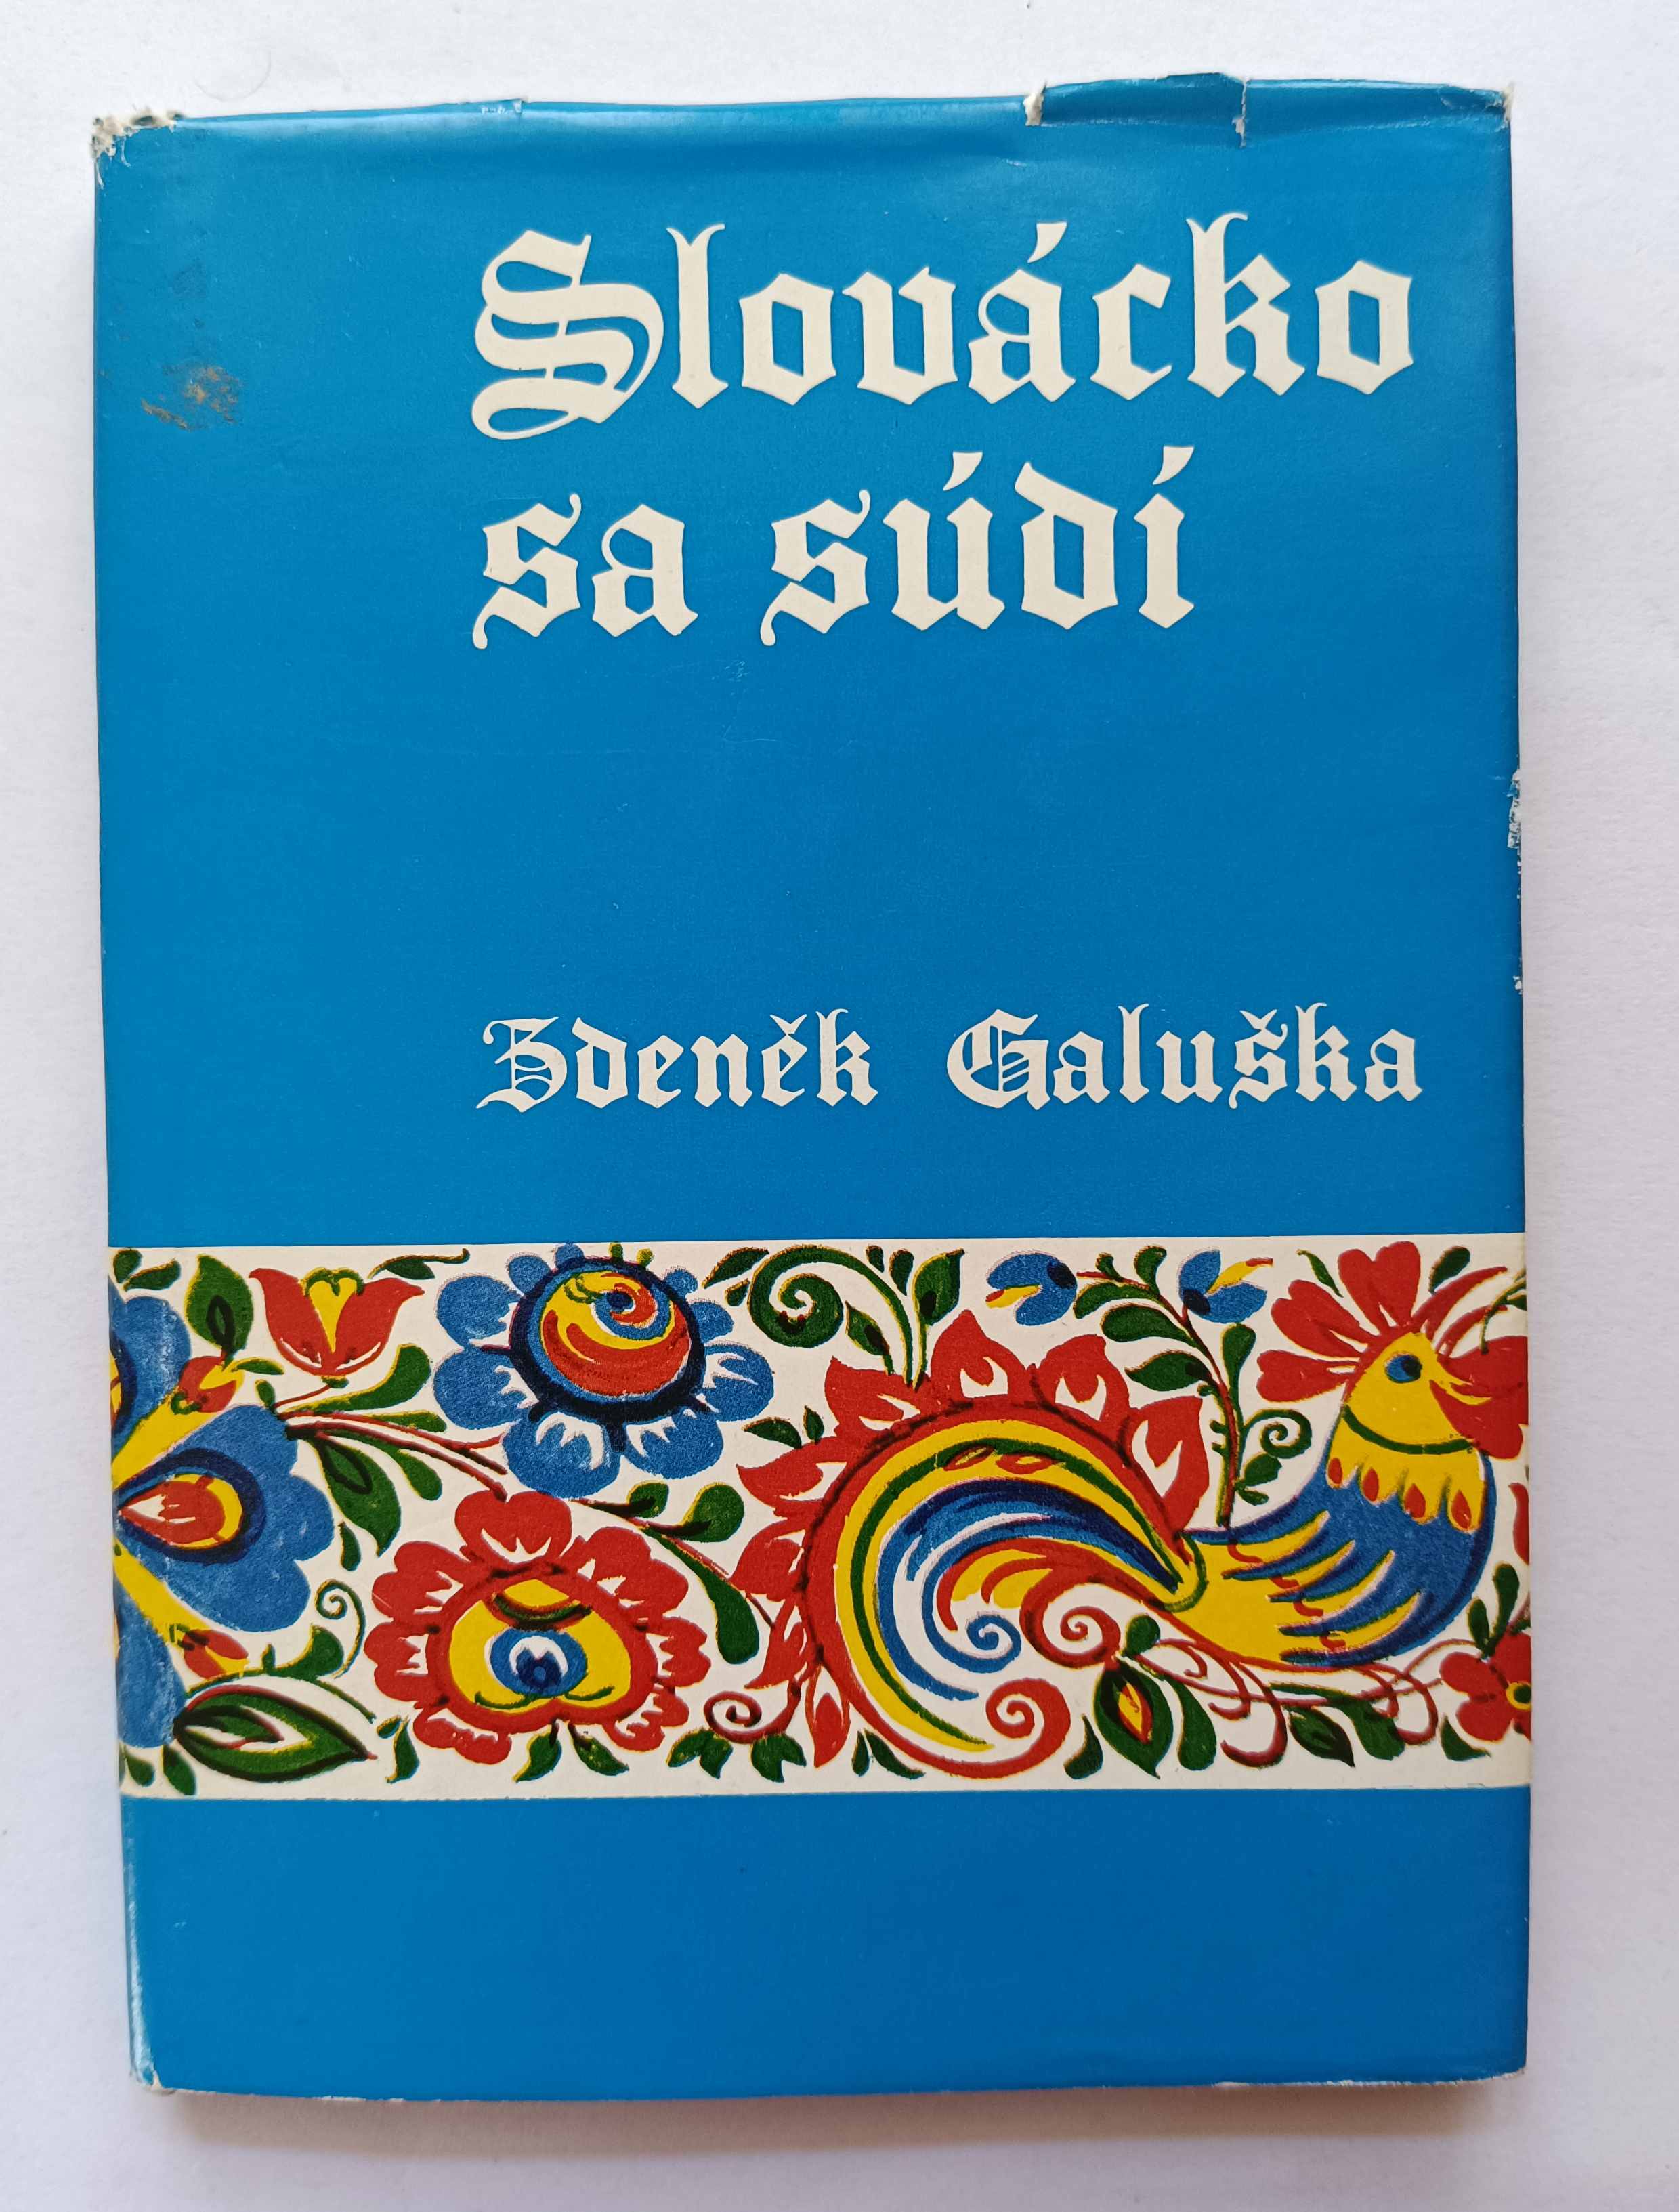 Slovácko
sa súdí
Zdeněk Galuška